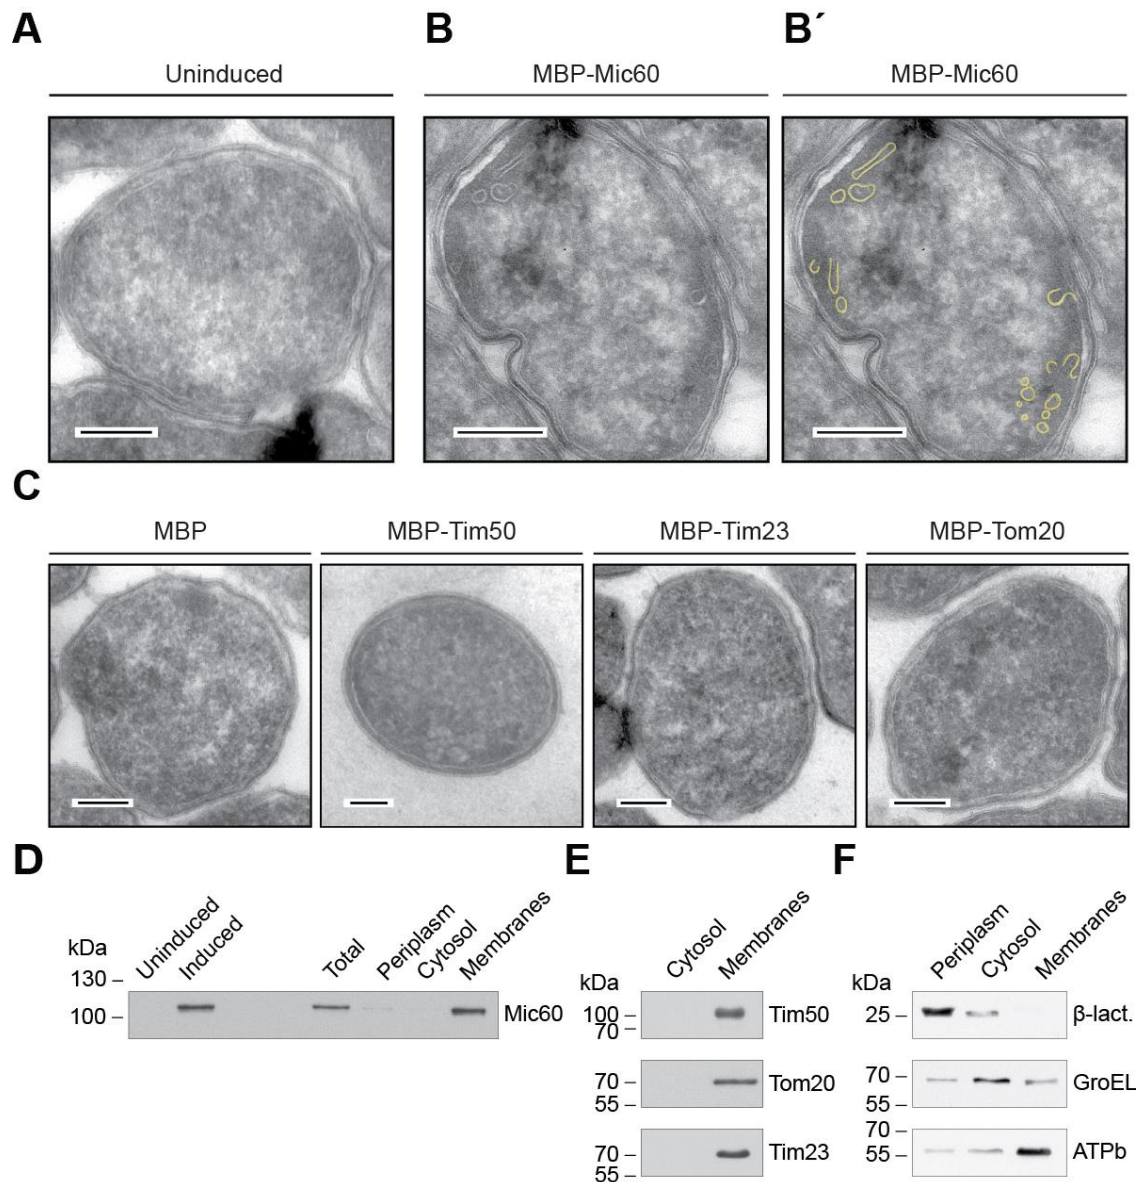 A
B
B´
Uninduced
MBP-Mic60
MBP-Mic60
C
MBP
MBP-Tim50
MBP-Tim23
MBP-Tom20
D
E
F
kDa
Uninduced
Induced
Total
Periplasm
Cytosol
Membranes
130 –
100 –
Mic60
kDa
Cytosol
Membranes
100 –
70 –
Tim50
70 –
55 –
Tom20
70 –
55 –
Tim23
kDa
Periplasm
Cytosol
Membranes
25 –
β-lact.
70 –
55 –
GroEL
70 –
55 –
ATPb